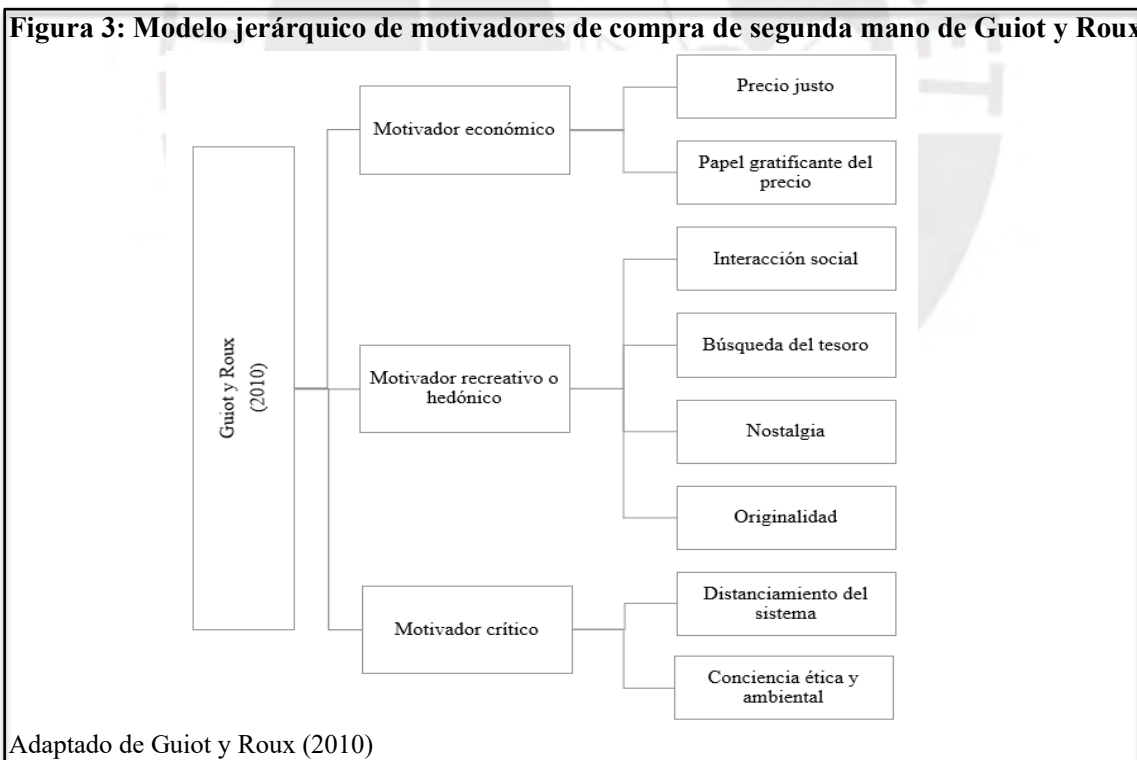 Figura 3: Modelo jerárquico de motivadores de compra de segunda mano de Guiot y Roux
Precio justo
Motivador económico
Papel gratificante del
precio
Interacción social
Búsqueda del tesoro
Guiot y Roux
(2010)
Motivador recreativo o
hedónico
Nostalgia
Originalidad
Distanciamiento del
sistema
Motivador crítico
Conciencia ética y
ambiental
Adaptado de Guiot y Roux (2010)